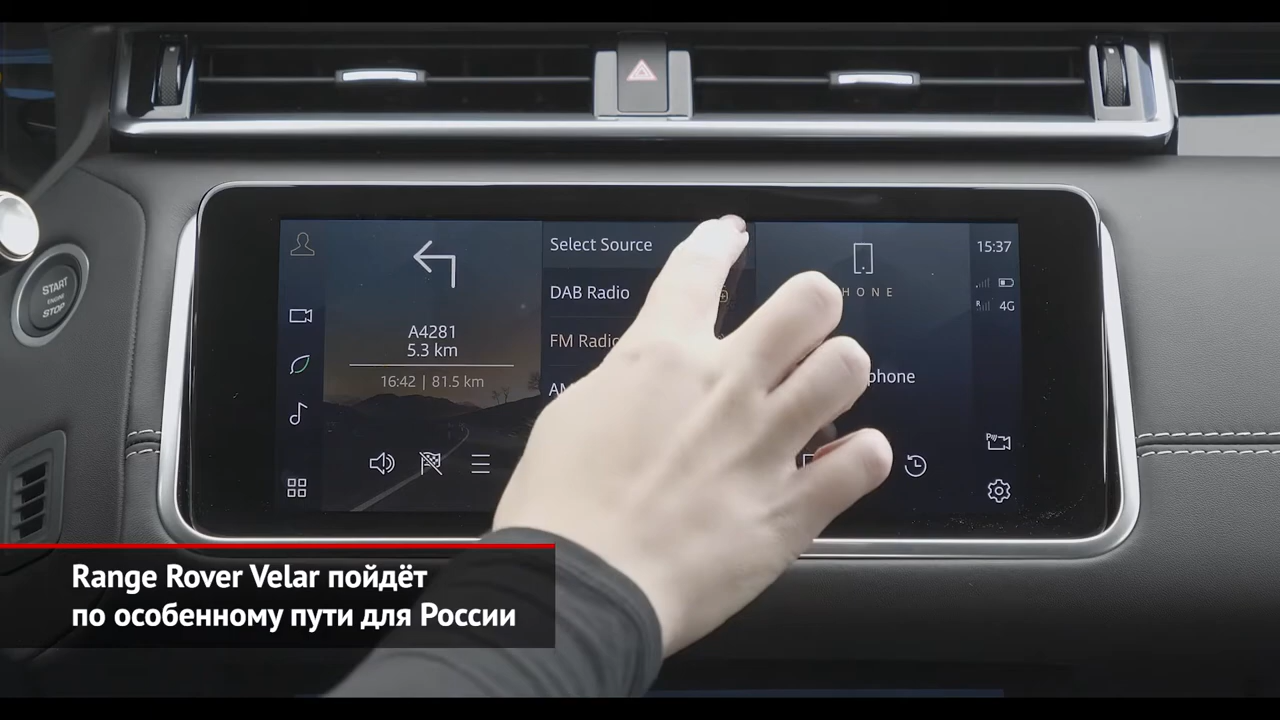 START
ENGINE
STOP
A4281
5.3 km
16:42 | 81.5 km
Select Source
DAB Radio
FM Radio
HONE
phone
15:37
4G
Range Rover Velar пойдёт
по особенному пути для России